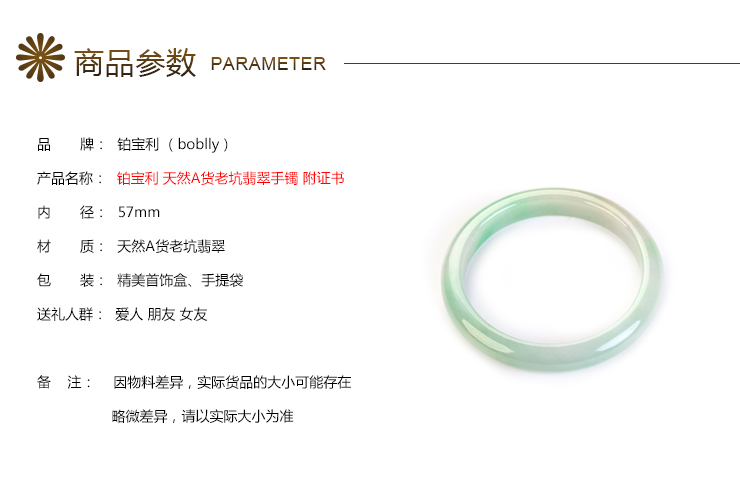 商品参数 PARAMETER
品 牌： 铂宝利 （ boblly ）
产品名称： 铂宝利 天然A货老坑翡翠手镯 附证书
内 径： 57mm
材 质： 天然A货老坑翡翠
包 装： 精美首饰盒、手提袋
送礼人群： 爱人 朋友 女友
备 注： 因物料差异，实际货品的大小可能存在
略微差异，请以实际大小为准